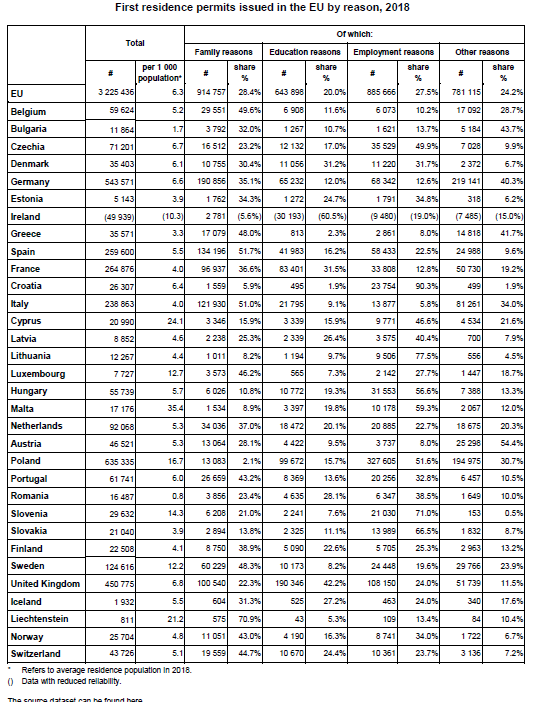 First residence permits issued in the EU by reason, 2018
Of which:
Total
Family reasons Education reasons Employment reasons Other reasons
# per 1 000 population* # share % # share % # share % # share %
EU 3 225 436 6.3 914 757 28.4% 643 898 20.0% 885 666 27.5% 781 115 24.2%
Belgium 59 624 5.2 29 551 49.6% 6 908 11.6% 6 073 10.2% 17 092 28.7%
Bulgaria 11 864 1.7 3 792 32.0% 1 267 10.7% 1 621 13.7% 5 184 43.7%
Czechia 71 201 6.7 16 512 23.2% 12 132 17.0% 35 529 49.9% 7 028 9.9%
Denmark 35 403 6.1 10 755 30.4% 11 056 31.2% 11 220 31.7% 2 372 6.7%
Germany 543 571 6.6 190 856 35.1% 65 232 12.0% 68 342 12.6% 219 141 40.3%
Estonia 5 143 3.9 1 762 34.3% 1 272 24.7% 1 791 34.8% 318 6.2%
Ireland (49 939) (10.3) 2 781 (5.6%) (30 193) (60.5%) (9 480) (19.0%) (7 485) (15.0%)
Greece 35 571 3.3 17 079 48.0% 813 2.3% 2 861 8.0% 14 818 41.7%
Spain 259 600 5.5 134 196 51.7% 41 983 16.2% 58 433 22.5% 24 988 9.6%
France 264 876 4.0 96 937 36.6% 83 401 31.5% 33 808 12.8% 50 730 19.2%
Croatia 26 307 6.4 1 559 5.9% 495 1.9% 23 754 90.3% 499 1.9%
Italy 238 863 4.0 121 930 51.0% 21 795 9.1% 13 877 5.8% 81 261 34.0%
Cyprus 20 990 24.1 3 346 15.9% 3 339 15.9% 9 771 46.6% 4 534 21.6%
Latvia 8 852 4.6 2 238 25.3% 2 339 26.4% 3 575 40.4% 700 7.9%
Lithuania 12 267 4.4 1 011 8.2% 1 194 9.7% 9 506 77.5% 556 4.5%
Luxembourg 7 727 12.7 3 573 46.2% 565 7.3% 2 142 27.7% 1 447 18.7%
Hungary 55 739 5.7 6 026 10.8% 10 772 19.3% 31 553 56.6% 7 388 13.3%
Malta 17 176 35.4 1 534 8.9% 3 397 19.8% 10 178 59.3% 2 067 12.0%
Netherlands 92 068 5.3 34 036 37.0% 18 472 20.1% 20 885 22.7% 18 675 20.3%
Austria 46 521 5.3 13 064 28.1% 4 422 9.5% 3 737 8.0% 25 298 54.4%
Poland 635 335 16.7 13 083 2.1% 99 672 15.7% 327 605 51.6% 194 975 30.7%
Portugal 61 741 6.0 26 659 43.2% 8 369 13.6% 20 256 32.8% 6 457 10.5%
Romania 16 487 0.8 3 856 23.4% 4 635 28.1% 6 347 38.5% 1 649 10.0%
Slovenia 29 632 14.3 6 208 21.0% 2 241 7.6% 21 030 71.0% 153 0.5%
Slovakia 21 040 3.9 2 894 13.8% 2 325 11.1% 13 989 66.5% 1 832 8.7%
Finland 22 508 4.1 8 750 38.9% 5 090 22.6% 5 705 25.3% 2 963 13.2%
Sweden 124 616 12.2 60 229 48.3% 10 173 8.2% 24 448 19.6% 29 766 23.9%
United Kingdom 450 775 6.8 100 540 22.3% 190 346 42.2% 108 150 24.0% 51 739 11.5%
Iceland 1 932 5.5 604 31.3% 525 27.2% 463 24.0% 340 17.6%
Liechtenstein 811 21.2 575 70.9% 43 5.3% 109 13.4% 84 10.4%
Norway 25 704 4.8 11 051 43.0% 4 190 16.3% 8 741 34.0% 1 722 6.7%
Switzerland 43 726 5.1 19 559 44.7% 10 670 24.4% 10 361 23.7% 3 136 7.2%
* Refers to average residence population in 2018.
() Data with reduced reliability.
The source dataset can be found here